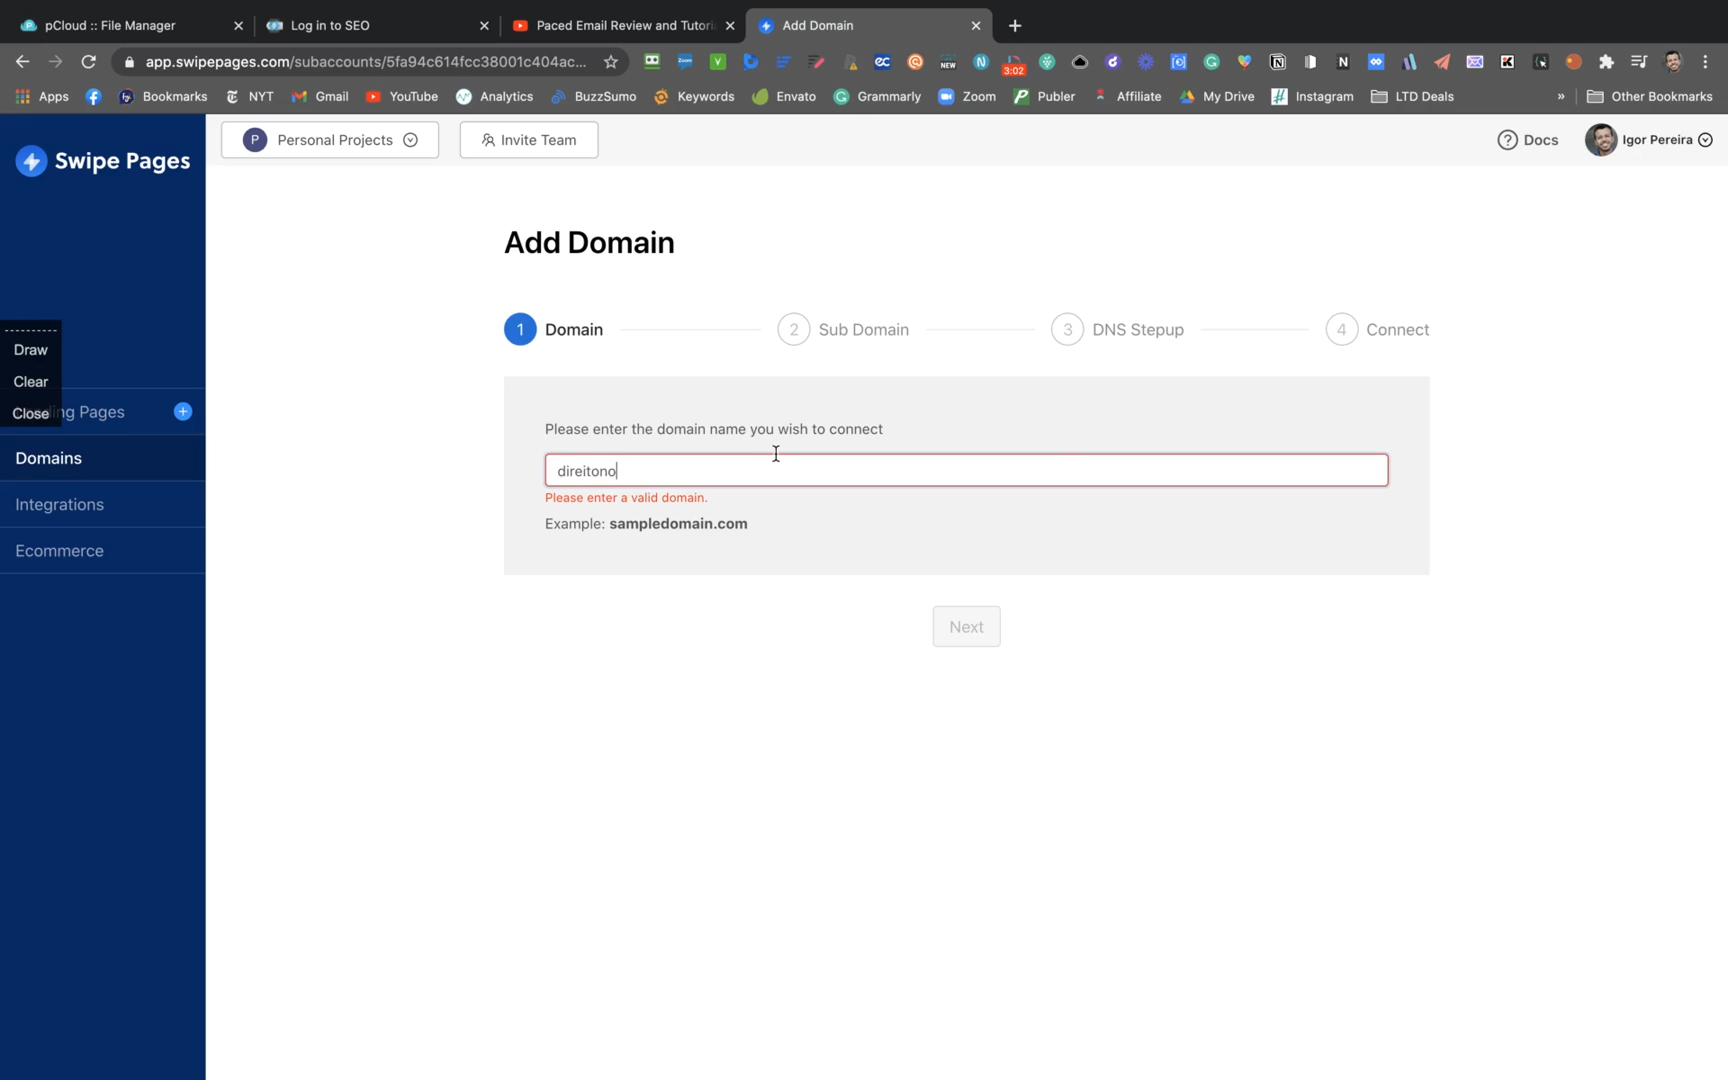 pCloud :: File Manager
Log in to SEO
Paced Email Review and Tutori
Add Domain
app.swipepages.com/subaccounts/5fa94c614fcc38001c404ac...
3:02
Apps
Bookmarks
NYT
Gmail
YouTube
Analytics
BuzzSumo
Keywords
Envato
Grammarly
Zoom
Publer
Affiliate
My Drive
Instagram
LTD Deals
»
Other Bookmarks
Swipe Pages
P Personal Projects
Invite Team
Docs
Igor Pereira
Draw
Clear
Close
ng Pages
Domains
Integrations
Ecommerce
Add Domain
1 Domain
2 Sub Domain
3 DNS Stepup
4 Connect
Please enter the domain name you wish to connect
direitono
Please enter a valid domain.
Example: sampledomain.com
Next